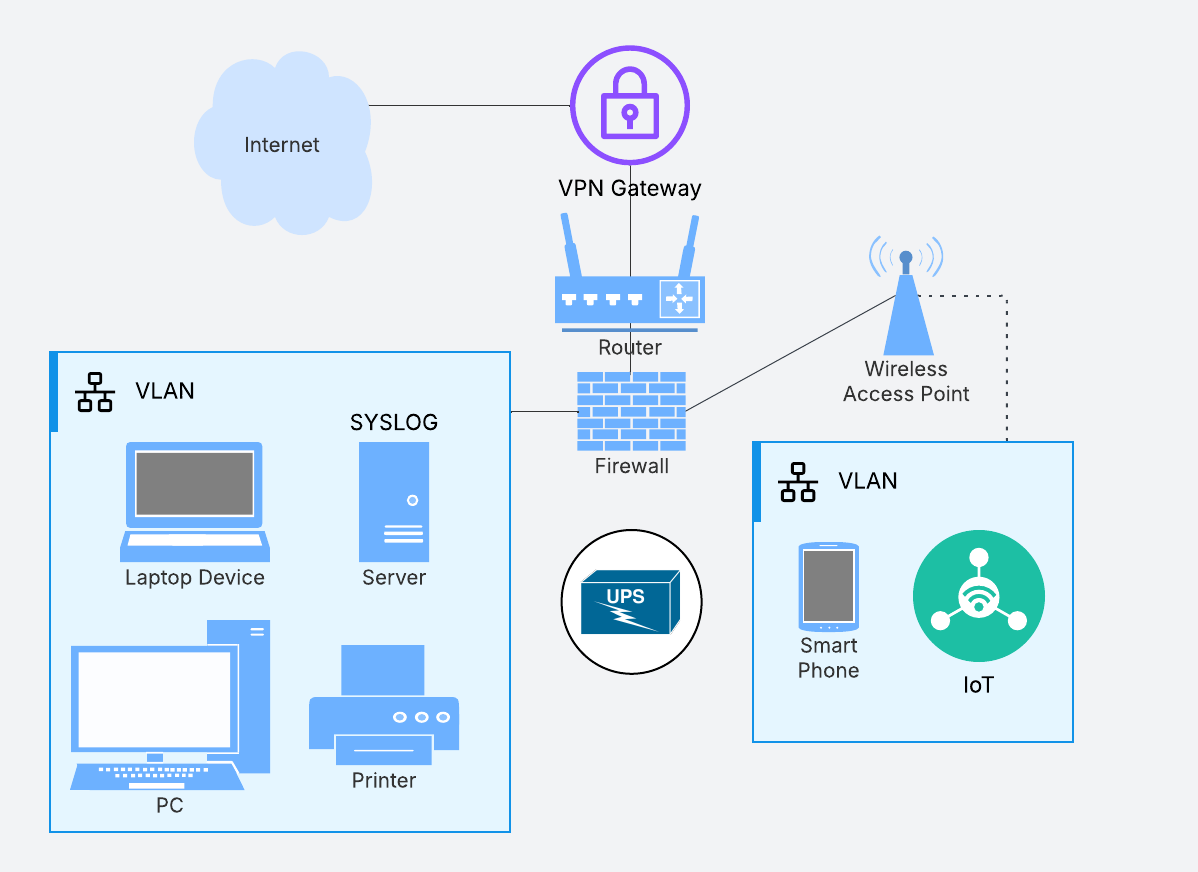 Internet
VPN Gateway
Router
Wireless
Access Point
Firewall
VLAN
SYSLOG
Laptop Device
Server
PC
Printer
UPS
VLAN
Smart
Phone
IoT